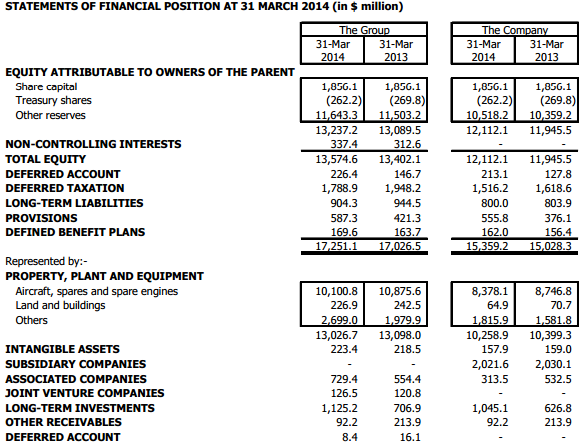 STATEMENTS OF FINANCIAL POSITION AT 31 MARCH 2014 (in $ million)
The Group The Company
31-Mar 31-Mar 31-Mar 31-Mar
2014 2013 2014 2013
EQUITY ATTRIBUTABLE TO OWNERS OF THE PARENT
Share capital 1,856.1 1,856.1 1,856.1 1,856.1
Treasury shares (262.2) (269.8) (262.2) (269.8)
Other reserves 11,643.3 11,503.2 10,518.2 10,359.2
13,237.2 13,089.5 12,112.1 11,945.5
NON-CONTROLLING INTERESTS 337.4 312.6 - -
TOTAL EQUITY 13,574.6 13,402.1 12,112.1 11,945.5
DEFERRED ACCOUNT 226.4 146.7 213.1 127.8
DEFERRED TAXATION 1,788.9 1,948.2 1,516.2 1,618.6
LONG-TERM LIABILITIES 904.3 944.5 800.0 803.9
PROVISIONS 587.3 421.3 555.8 376.1
DEFINED BENEFIT PLANS 169.6 163.7 162.0 156.4
17,251.1 17,026.5 15,359.2 15,028.3
Represented by:-
PROPERTY, PLANT AND EQUIPMENT
Aircraft, spares and spare engines 10,100.8 10,875.6 8,378.1 8,746.8
Land and buildings 226.9 242.5 64.9 70.7
Others 2,699.0 1,979.9 1,815.9 1,581.8
13,026.7 13,098.0 10,258.9 10,399.3
INTANGIBLE ASSETS 223.4 218.5 157.9 159.0
SUBSIDIARY COMPANIES - - 2,021.6 2,030.1
ASSOCIATED COMPANIES 729.4 554.4 313.5 532.5
JOINT VENTURE COMPANIES 126.5 120.8 - -
LONG-TERM INVESTMENTS 1,125.2 706.9 1,045.1 626.8
OTHER RECEIVABLES 92.2 213.9 92.2 213.9
DEFERRED ACCOUNT 8.4 16.1 - -